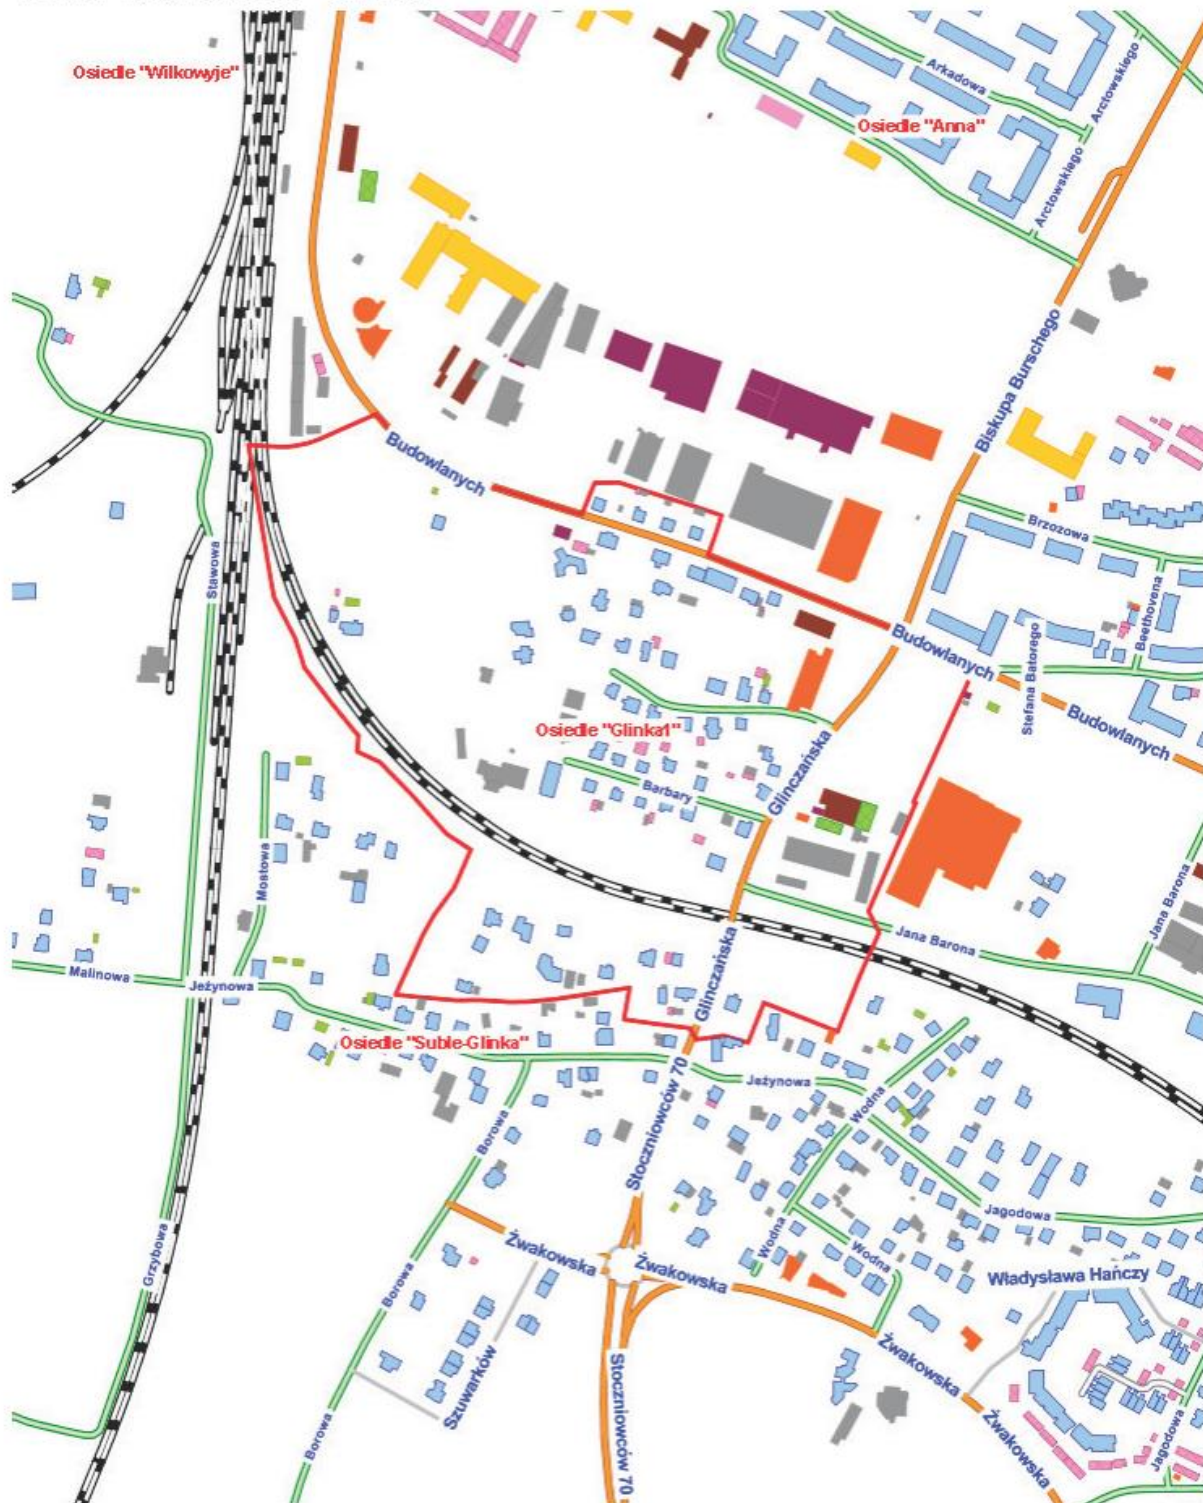 Osiedle "Wilkowyje"
Arkadowa
Arctowskiego
Osiedle "Anna"
Arctowskiego
Biskupa Burschego
Budowlanych
Brzozowa
Stawowa
Beethovena
Budowlanych
Stefana Batorego
Budowlanych
Osiedle "Glinka1"
Glinczańska
Barbary
Mostowa
Jana Barona
Jana Barona
Glinczańska
Malinowa
Jeżynowa
Osiedle "Suble-Glinka"
Jeżynowa
Stoczniowców 70
Wodna
Borowa
Jagodowa
Wodna
Wodna
Grzybowa
Żwakowska
Żwakowska
Władysława Hańczy
Borowa
Szuwarków
Stoczniowców 70
Żwakowska
Żwakowska
Jagodowa
Borowa